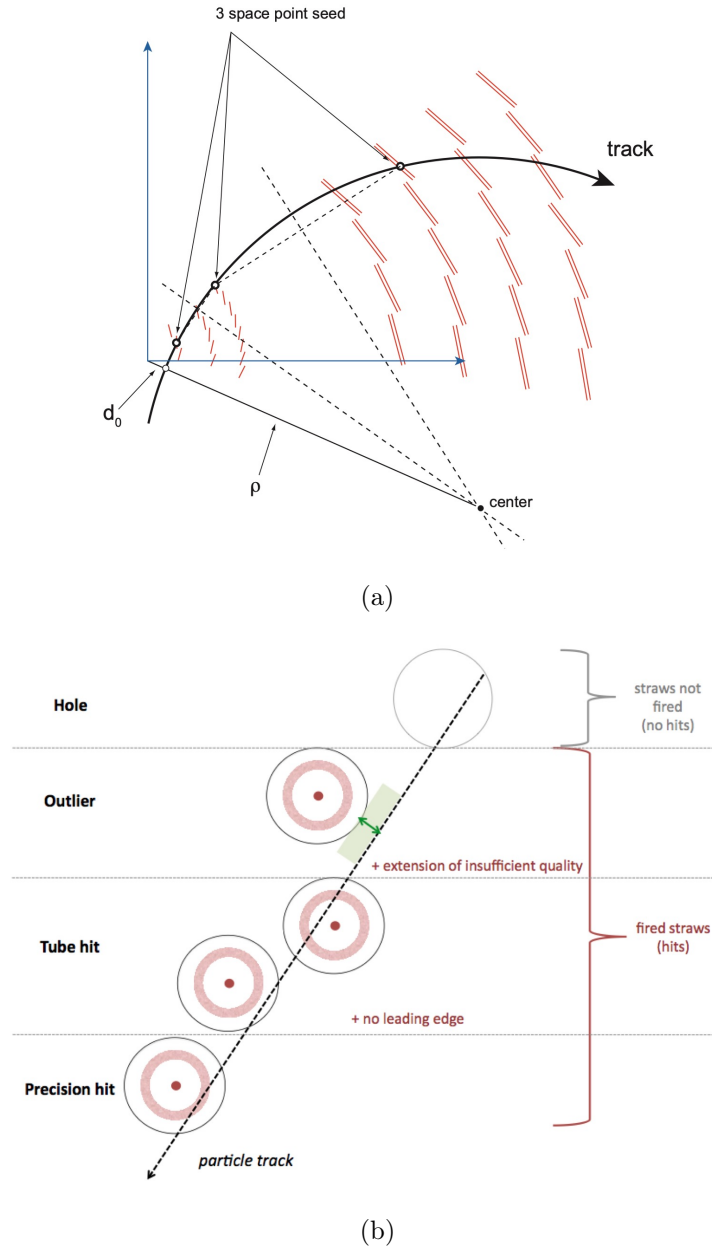 3 space point seed
track
d₀
ρ
center
(a)
Hole
straws not
fired
(no hits)
Outlier
+ extension of insufficient quality
Tube hit
fired straws
(hits)
+ no leading edge
Precision hit
particle track
(b)